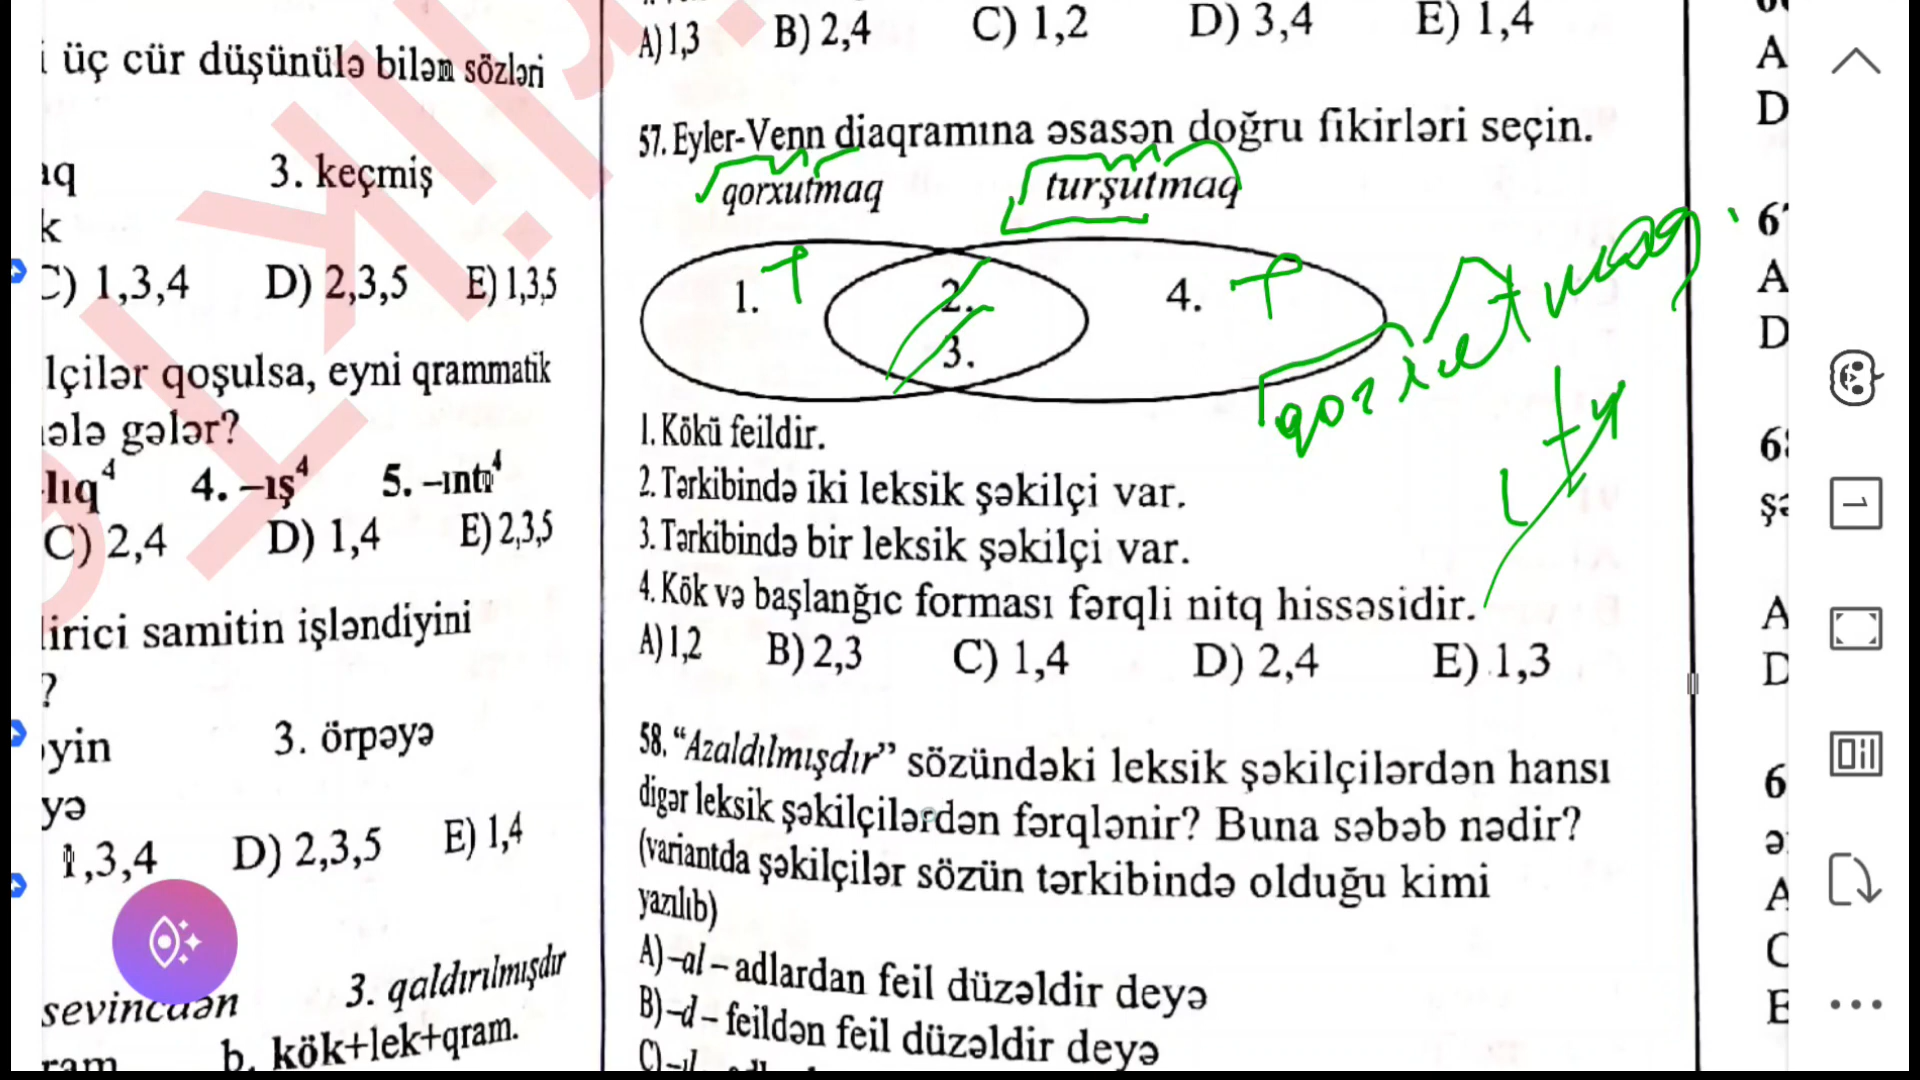 üç cür düşünülə bilən sözləri
aq 3. keçmiş
k
C) 1,3,4 D) 2,3,5 E) 1,3,5
lçilər qoşulsa, eyni qrammatik
ələ gələr?
-lıq⁴ 4. –ış⁴ 5. –ıntı⁴
C) 2,4 D) 1,4 E) 2,3,5
lirici samitin işləndiyini
?
yin 3. örpəyə
yə
1,3,4 D) 2,3,5 E) 1,4
sevincdən 3. qaldırılmışdır
ram b. kök+lek+qram.
A) 1,3 B) 2,4 C) 1,2 D) 3,4 E) 1,4
57. Eyler-Venn diaqramına əsasən doğru fikirləri seçin.
qorxutmaq turşutmaq
1. 2. 4.
3.
qorxutmaq
1. Kökü feildir.
2. Tərkibində iki leksik şəkilçi var.
3. Tərkibində bir leksik şəkilçi var.
4. Kök və başlanğıc forması fərqli nitq hissəsidir.
A) 1,2 B) 2,3 C) 1,4 D) 2,4 E) 1,3
58. “Azaldılmışdır” sözündəki leksik şəkilçilərdən hansı
digər leksik şəkilçilərdən fərqlənir? Buna səbəb nədir?
(variantda şəkilçilər sözün tərkibində olduğu kimi
yazılıb)
A) –al – adlardan feil düzəldir deyə
B) –d – feildən feil düzəldir deyə
A
D
A
D
A
D
A
C
E